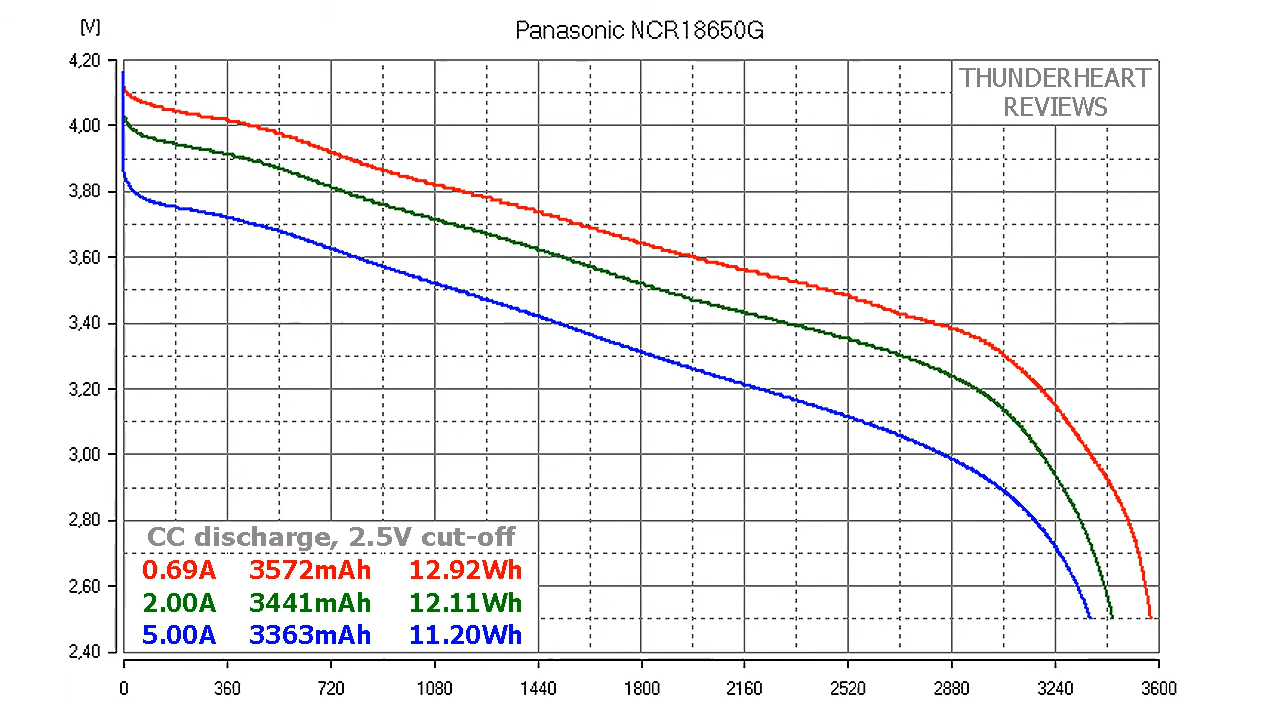 Panasonic NCR18650G
[V]
4,20
THUNDERHEART
REVIEWS
4,00
3,80
3,60
3,40
3,20
3,00
2,80
CC discharge, 2.5V cut-off
0.69A 3572mAh 12.92Wh
2,60
2.00A 3441mAh 12.11Wh
5.00A 3363mAh 11.20Wh
2,40
0 360 720 1080 1440 1800 2160 2520 2880 3240 3600